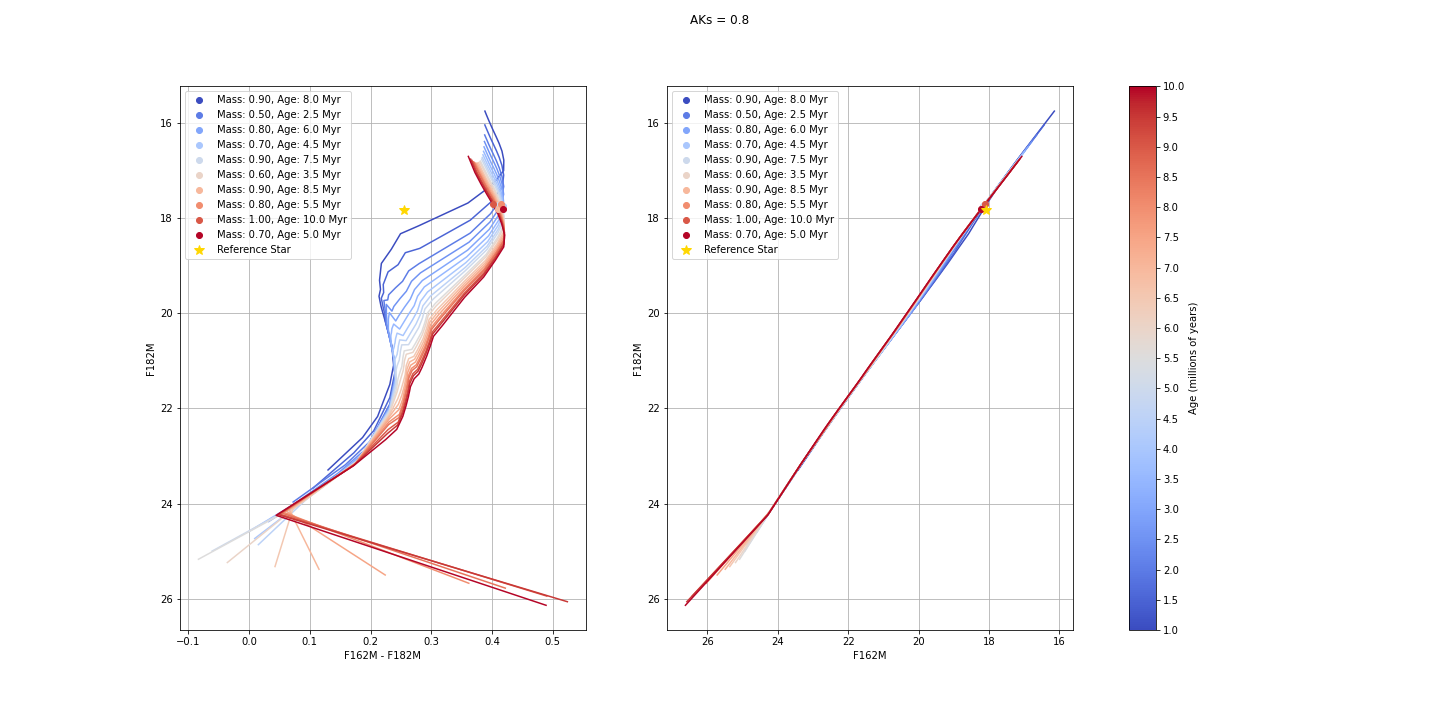 AKs = 0.8
Mass: 0.90, Age: 8.0 Myr
Mass: 0.50, Age: 2.5 Myr
Mass: 0.80, Age: 6.0 Myr
Mass: 0.70, Age: 4.5 Myr
Mass: 0.90, Age: 7.5 Myr
Mass: 0.60, Age: 3.5 Myr
Mass: 0.90, Age: 8.5 Myr
Mass: 0.80, Age: 5.5 Myr
Mass: 1.00, Age: 10.0 Myr
Mass: 0.70, Age: 5.0 Myr
Reference Star
16
18
20
22
24
26
F182M
−0.1
0.0
0.1
0.2
0.3
0.4
0.5
F162M - F182M
Mass: 0.90, Age: 8.0 Myr
Mass: 0.50, Age: 2.5 Myr
Mass: 0.80, Age: 6.0 Myr
Mass: 0.70, Age: 4.5 Myr
Mass: 0.90, Age: 7.5 Myr
Mass: 0.60, Age: 3.5 Myr
Mass: 0.90, Age: 8.5 Myr
Mass: 0.80, Age: 5.5 Myr
Mass: 1.00, Age: 10.0 Myr
Mass: 0.70, Age: 5.0 Myr
Reference Star
16
18
20
22
24
26
F182M
26
24
22
20
18
16
F162M
10.0
9.5
9.0
8.5
8.0
7.5
7.0
6.5
6.0
5.5
5.0
4.5
4.0
3.5
3.0
2.5
2.0
1.5
1.0
Age (millions of years)